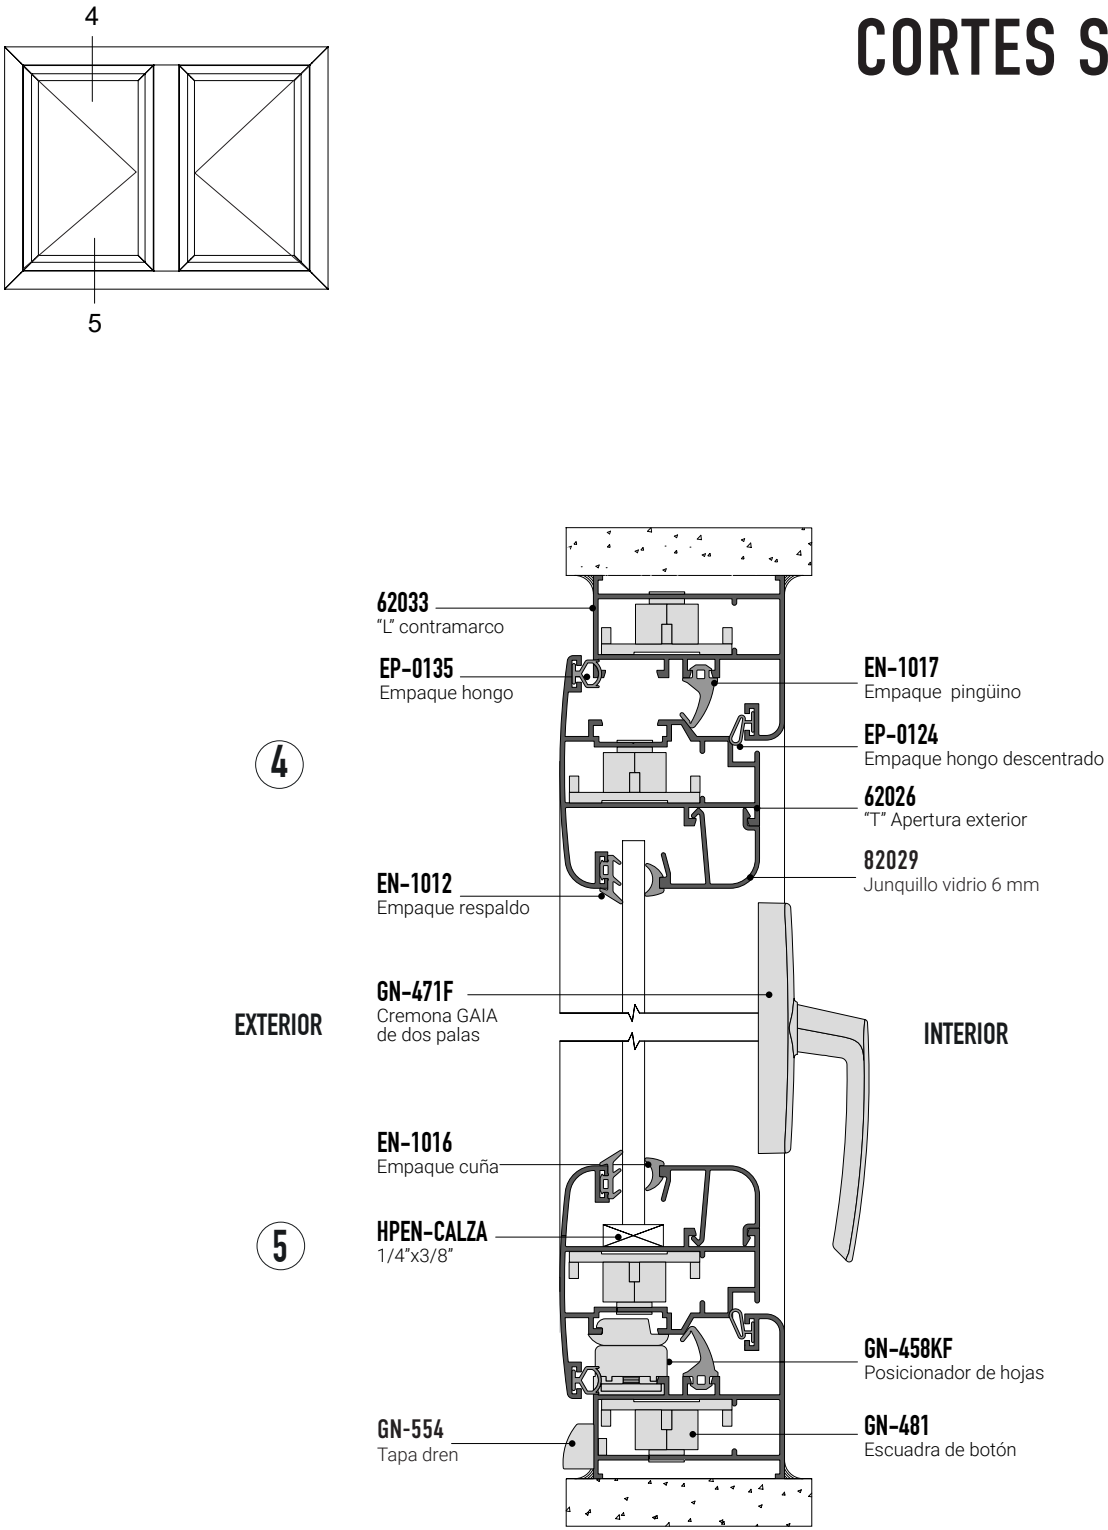 4
CORTES S
5
62033
"L" contramarco
EP-0135
Empaque hongo
EN-1017
Empaque pingüino
EP-0124
Empaque hongo descentrado
4
62026
"T" Apertura exterior
82029
Junquillo vidrio 6 mm
EN-1012
Empaque respaldo
GN-471F
Cremona GAIA
de dos palas
EXTERIOR
INTERIOR
EN-1016
Empaque cuña
5
HPEN-CALZA
1/4"x3/8"
GN-458KF
Posicionador de hojas
GN-554
Tapa dren
GN-481
Escuadra de botón